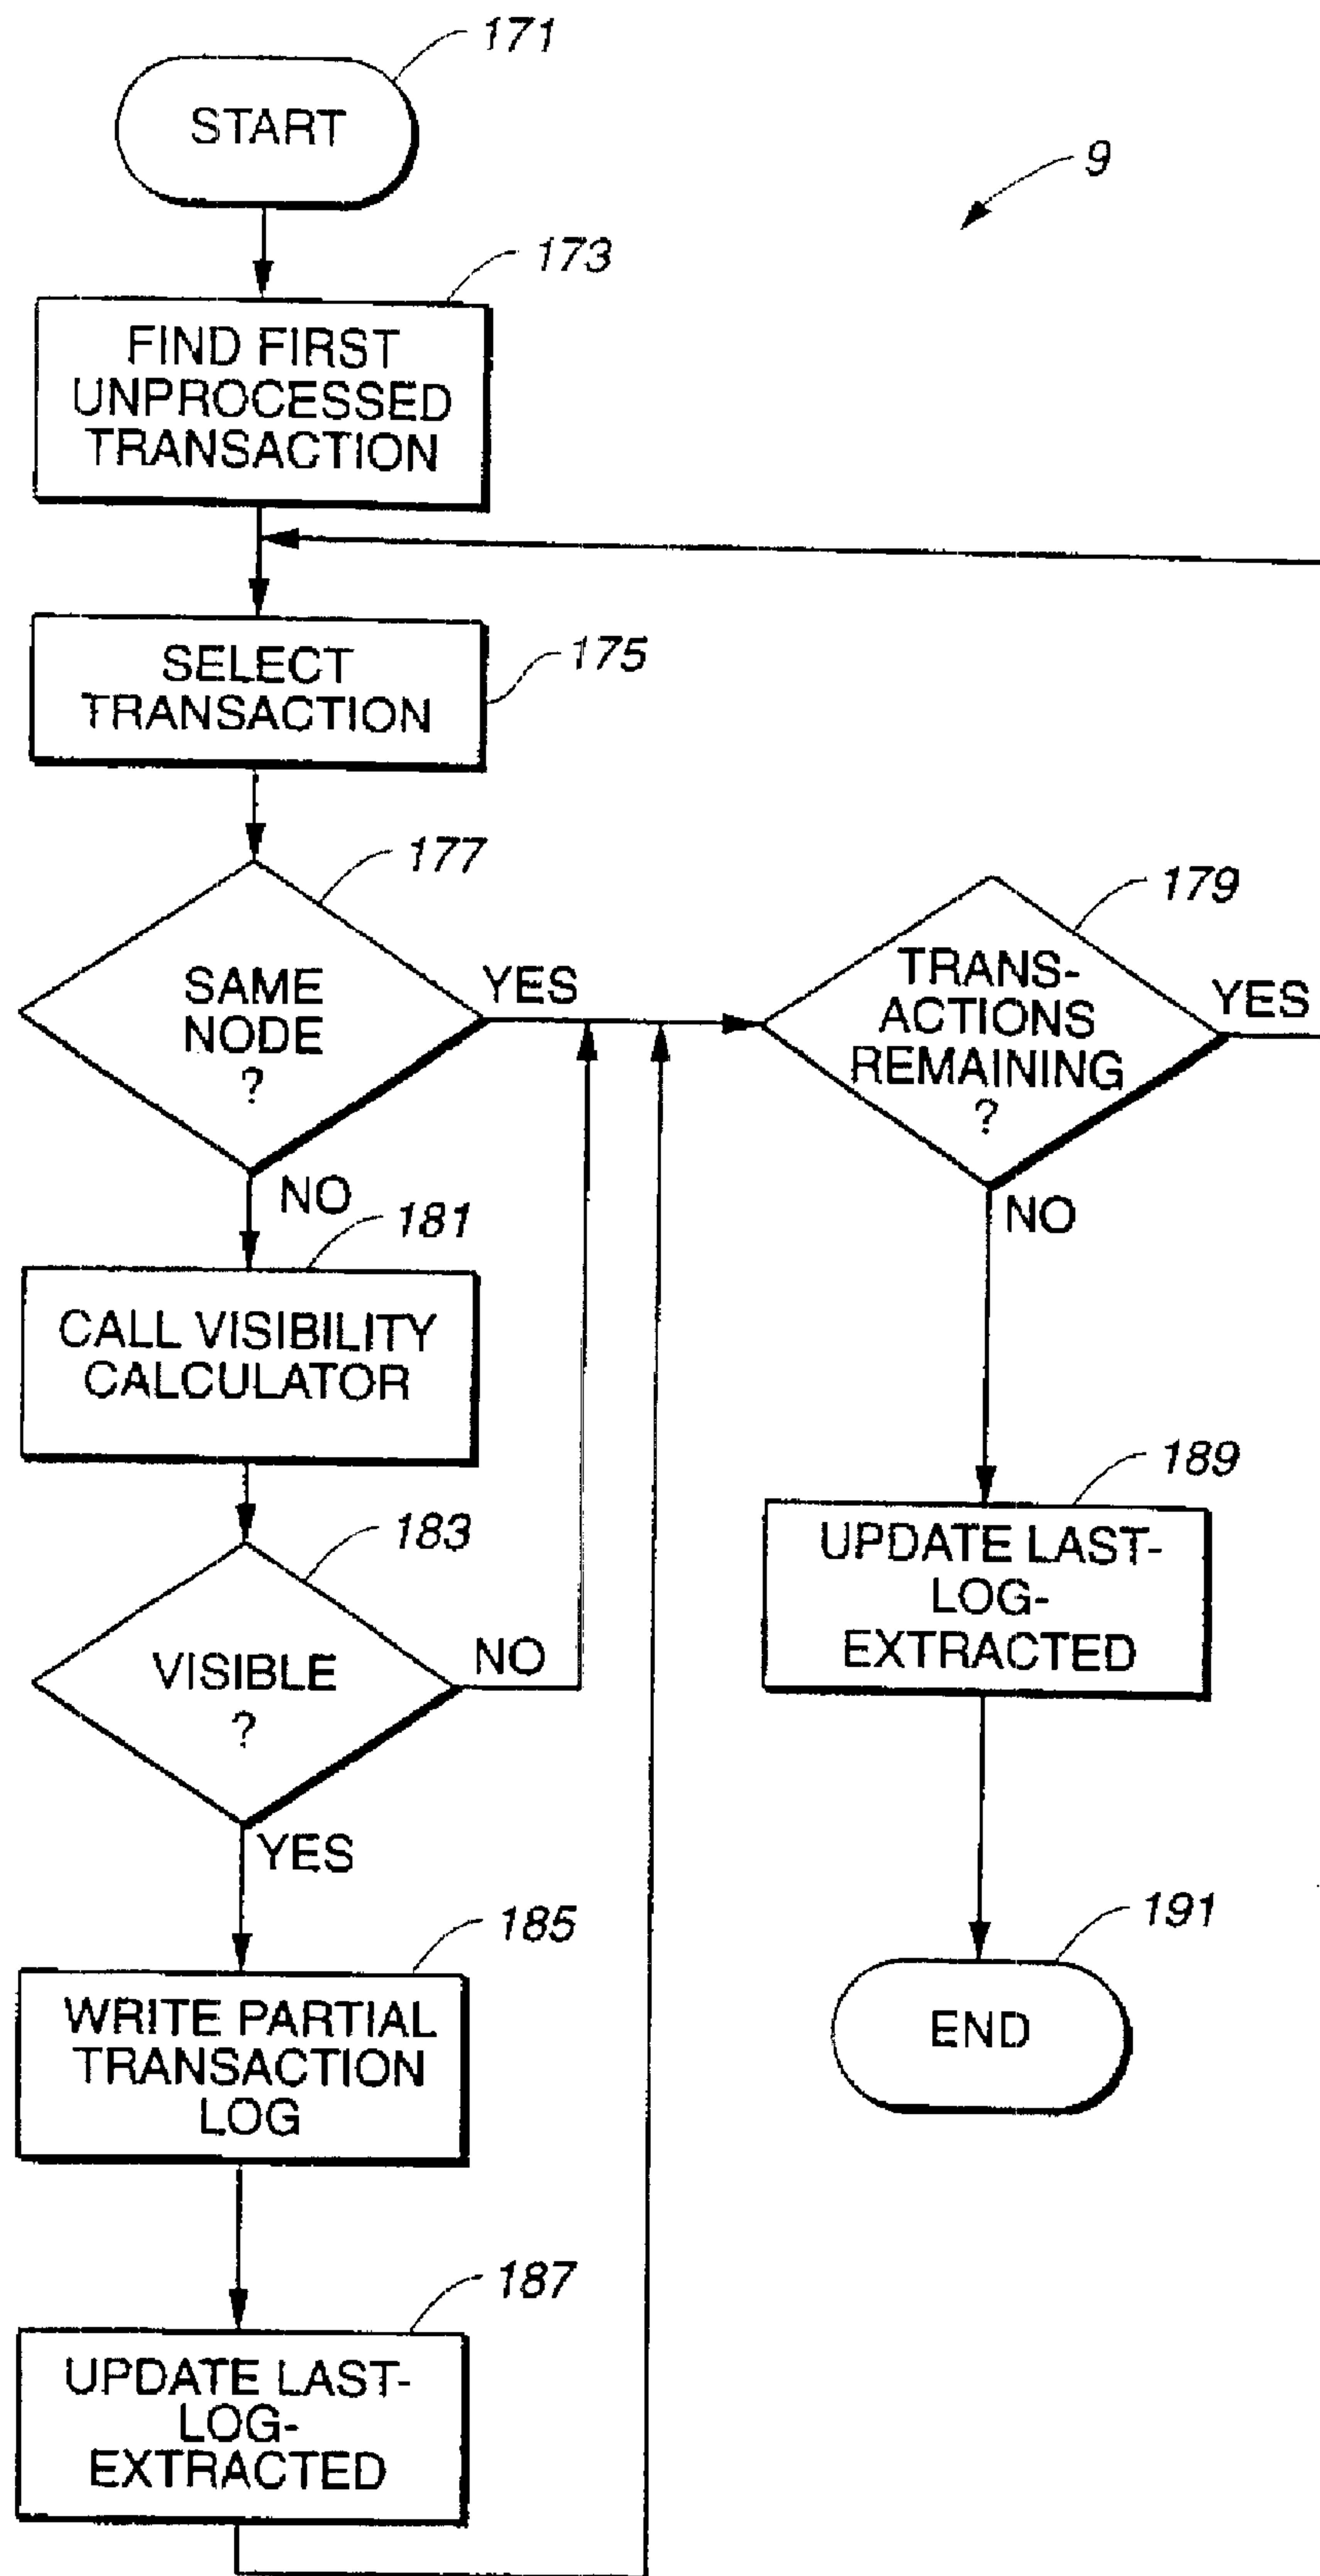 171
START
9
173
FIND FIRST
UNPROCESSED
TRANSACTION
SELECT
TRANSACTION
175
177
SAME
NODE
?
YES
NO
179
TRANS-
ACTIONS
REMAINING
?
YES
NO
181
CALL VISIBILITY
CALCULATOR
183
VISIBLE
?
NO
YES
189
UPDATE LAST-
LOG-
EXTRACTED
185
WRITE PARTIAL
TRANSACTION
LOG
191
END
187
UPDATE LAST-
LOG-
EXTRACTED